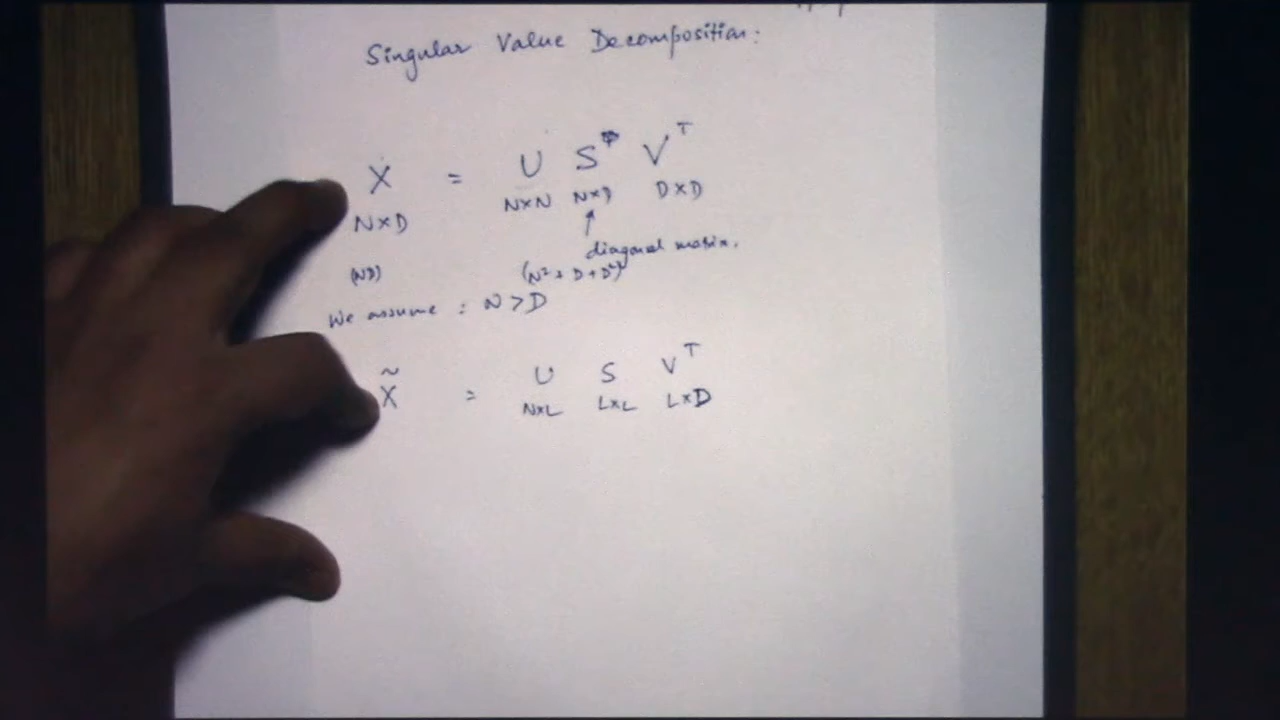 Singular Value Decomposition:
X = U S V^T
N×D N×N N×D D×D
diagonal matrix.
(ND) (N² + D + D²)
We assume : N > D
X̃ = U S V^T
N×L L×L L×D